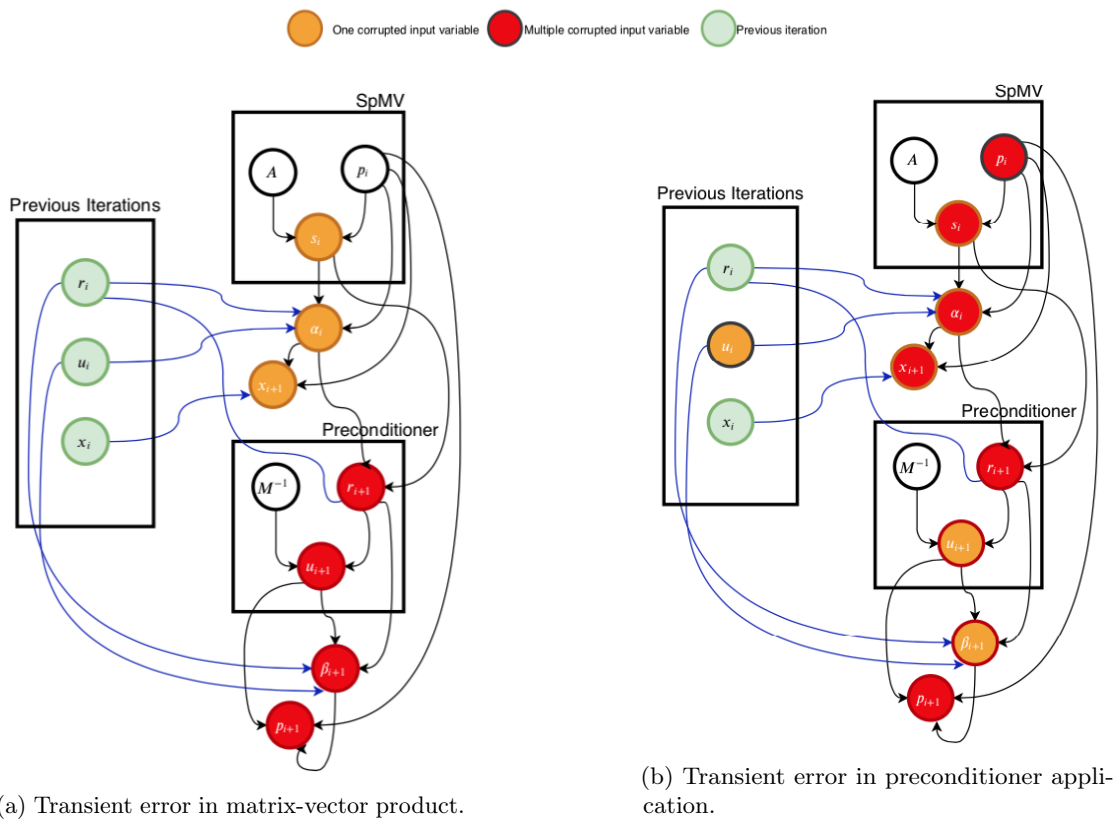 One corrupted input variable
Multiple corrupted input variable
Previous iteration
SpMV
A
p_i
s_i
Previous Iterations
r_i
u_i
x_i
α_i
x_{i+1}
Preconditioner
M^{-1}
r_{i+1}
u_{i+1}
β_{i+1}
p_{i+1}
(a) Transient error in matrix-vector product.
SpMV
A
p_i
s_i
Previous Iterations
r_i
u_i
x_i
α_i
x_{i+1}
Preconditioner
M^{-1}
r_{i+1}
u_{i+1}
β_{i+1}
p_{i+1}
(b) Transient error in preconditioner appli-
cation.